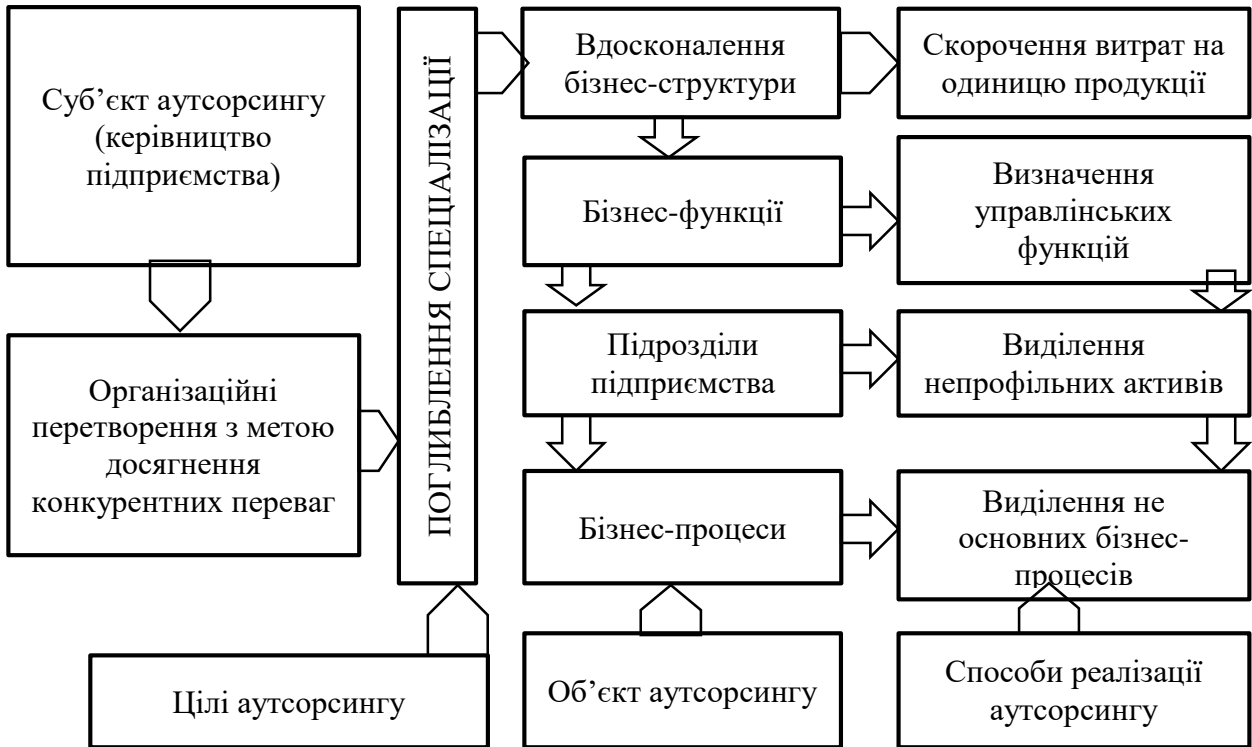 Суб’єкт аутсорсингу
(керівництво
підприємства)
Організаційні
перетворення з метою
досягнення
конкурентних переваг
ПОГЛИБЛЕННЯ СПЕЦІАЛІЗАЦІЇ
Вдосконалення
бізнес-структури
Скорочення витрат на
одиницю продукції
Бізнес-функції
Визначення
управлінських
функцій
Підрозділи
підприємства
Виділення
непрофільних активів
Бізнес-процеси
Виділення не
основних бізнес-
процесів
Цілі аутсорсингу
Об’єкт аутсорсингу
Способи реалізації
аутсорсингу